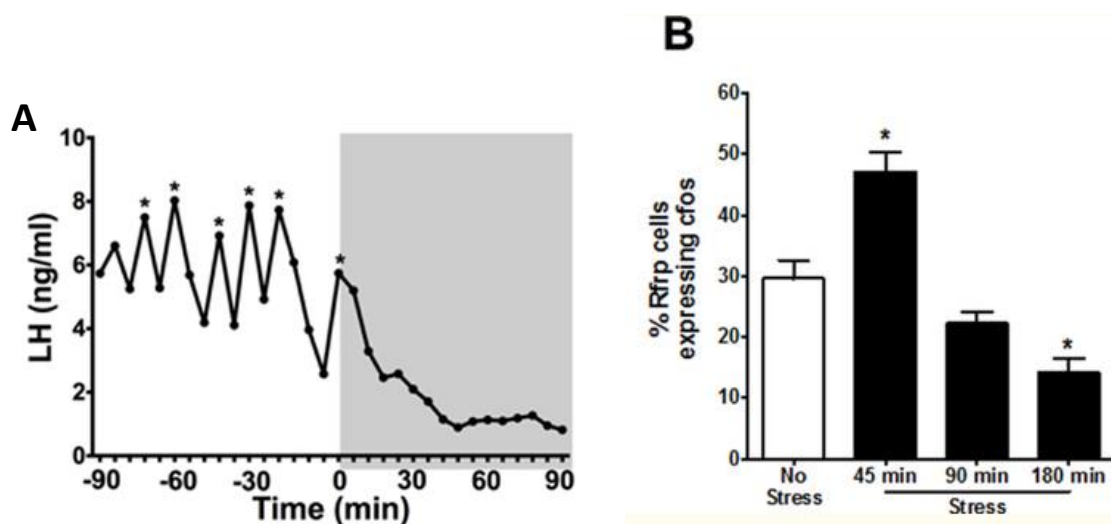 A
LH (ng/ml)
10
8
6
4
2
0
* * * * * *
-90 -60 -30 0 30 60 90
Time (min)
B
% Rfrp cells
expressing cfos
60
50
40
30
20
10
0
*
*
No
Stress
45 min 90 min 180 min
Stress